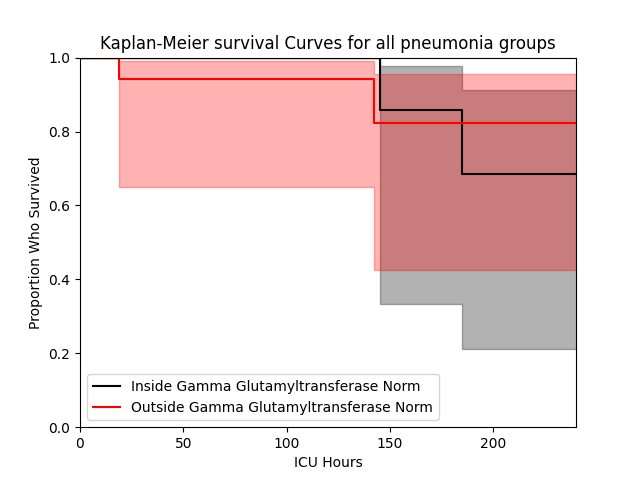 Kaplan-Meier survival Curves for all pneumonia groups
1.0
0.8
0.6
0.4
0.2
0.0
Proportion Who Survived
Inside Gamma Glutamyltransferase Norm
Outside Gamma Glutamyltransferase Norm
0 50 100 150 200
ICU Hours